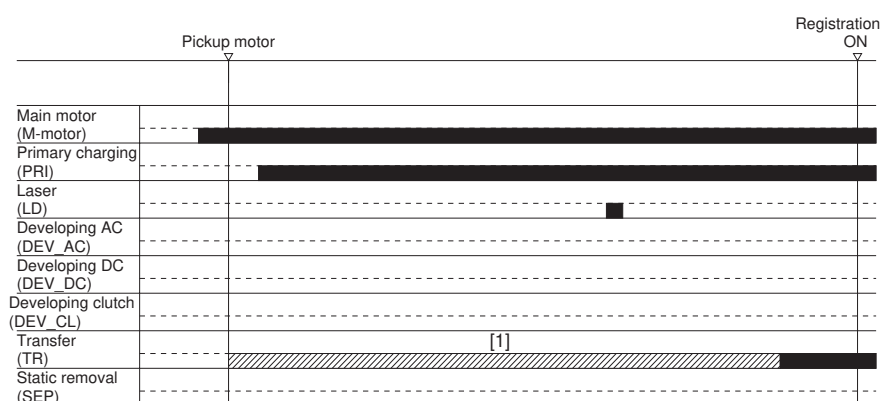 Registration
Pickup motor ON
Main motor
(M-motor)
Primary charging
(PRI)
Laser
(LD)
Developing AC
(DEV_AC)
Developing DC
(DEV_DC)
Developing clutch
(DEV_CL)
Transfer [1]
(TR)
Static removal
(SEP)